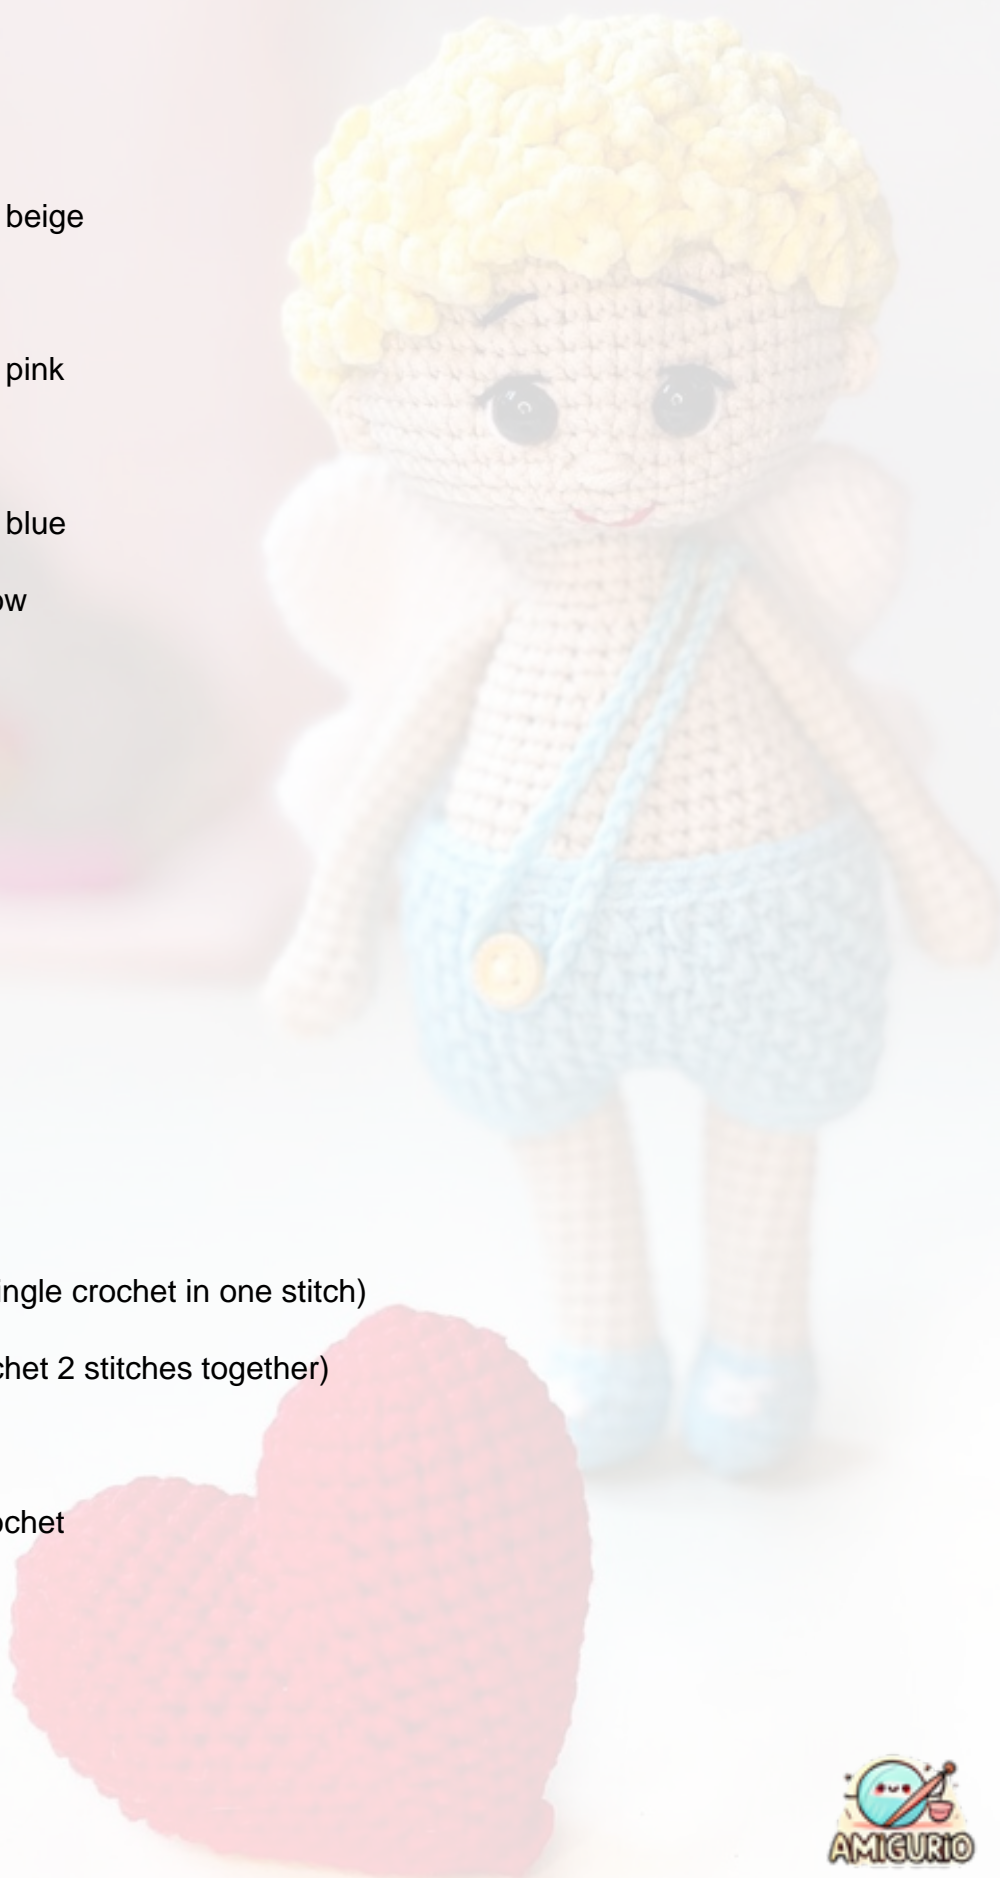 beige
pink
blue
ow
ingle crochet in one stitch)
chet 2 stitches together)
ochet
AMIGURIO